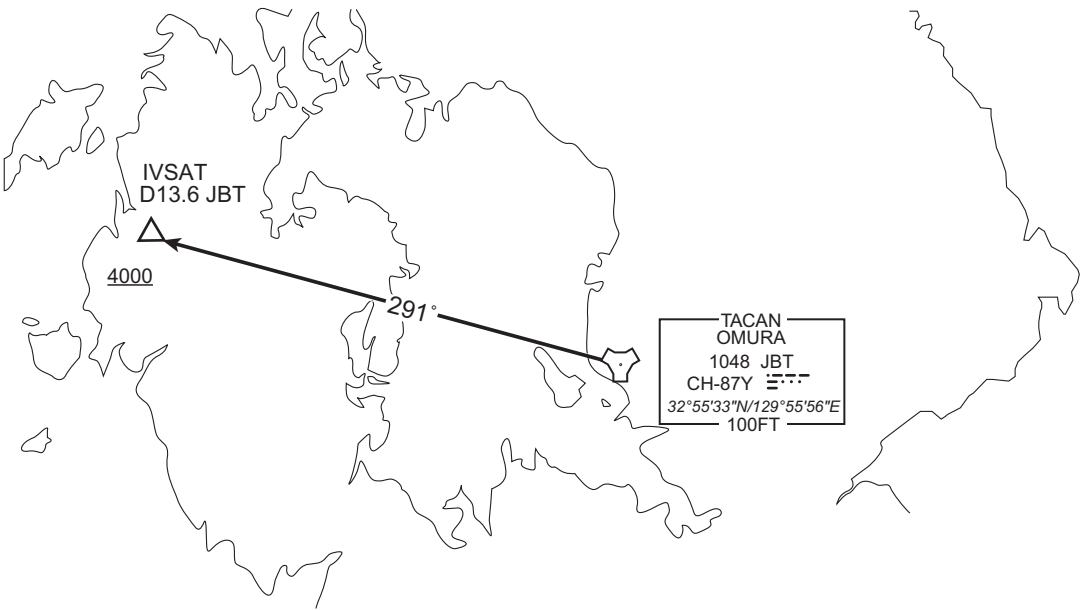 IVSAT
D13.6 JBT
4000
291°
TACAN
OMURA
1048 JBT
CH-87Y
32°55'33"N/129°55'56"E
100FT